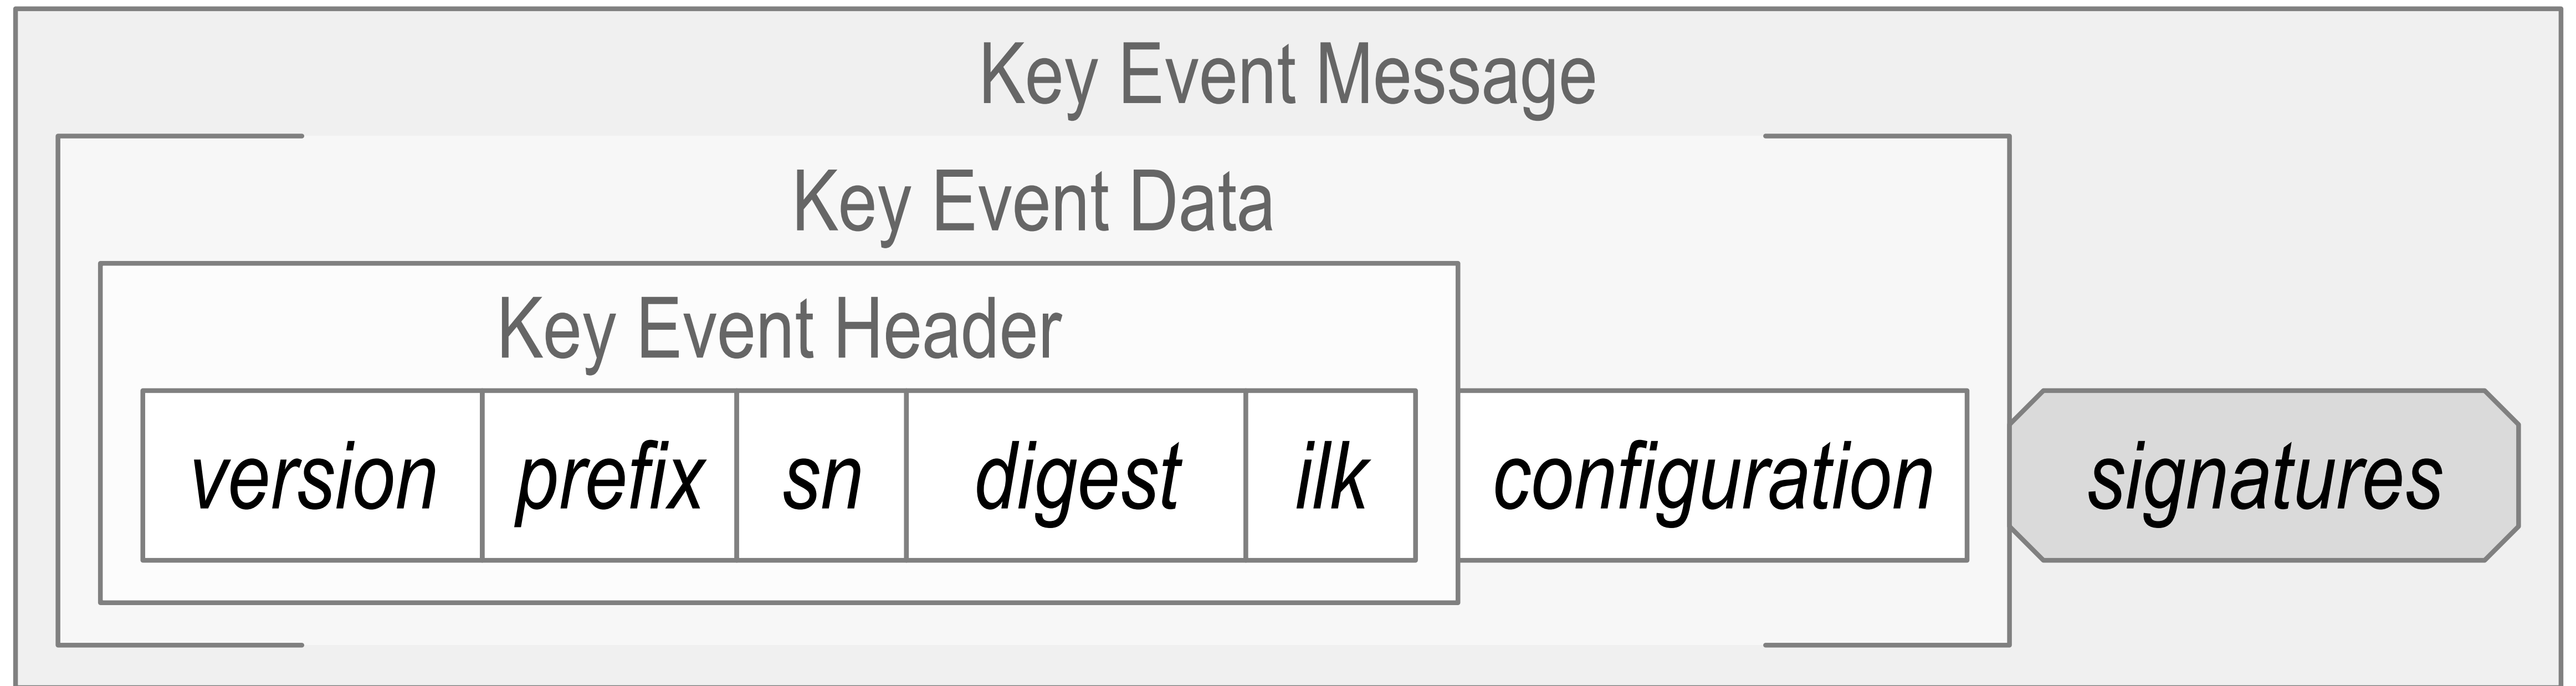 Key Event Message
Key Event Data
Key Event Header
version prefix sn digest ilk configuration signatures